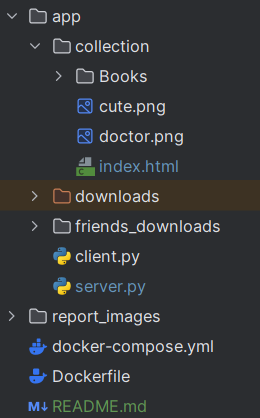 app
collection
Books
cute.png
doctor.png
index.html
downloads
friends_downloads
client.py
server.py
report_images
docker-compose.yml
Dockerfile
M↓ README.md